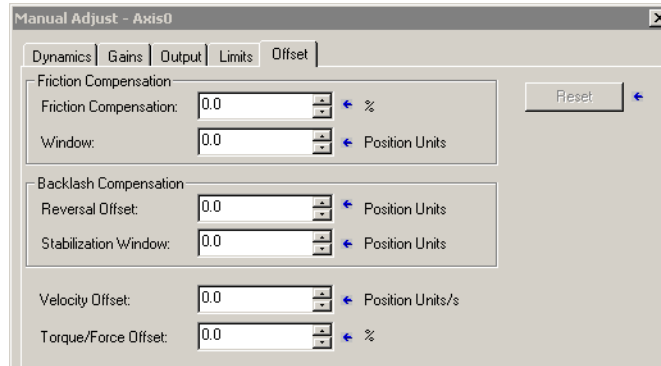 Manual Adjust - Axis0
Dynamics Gains Output Limits Offset
Friction Compensation
Friction Compensation: 0.0 %
Window: 0.0 Position Units
Reset
Backlash Compensation
Reversal Offset: 0.0 Position Units
Stabilization Window: 0.0 Position Units
Velocity Offset: 0.0 Position Units/s
Torque/Force Offset: 0.0 %